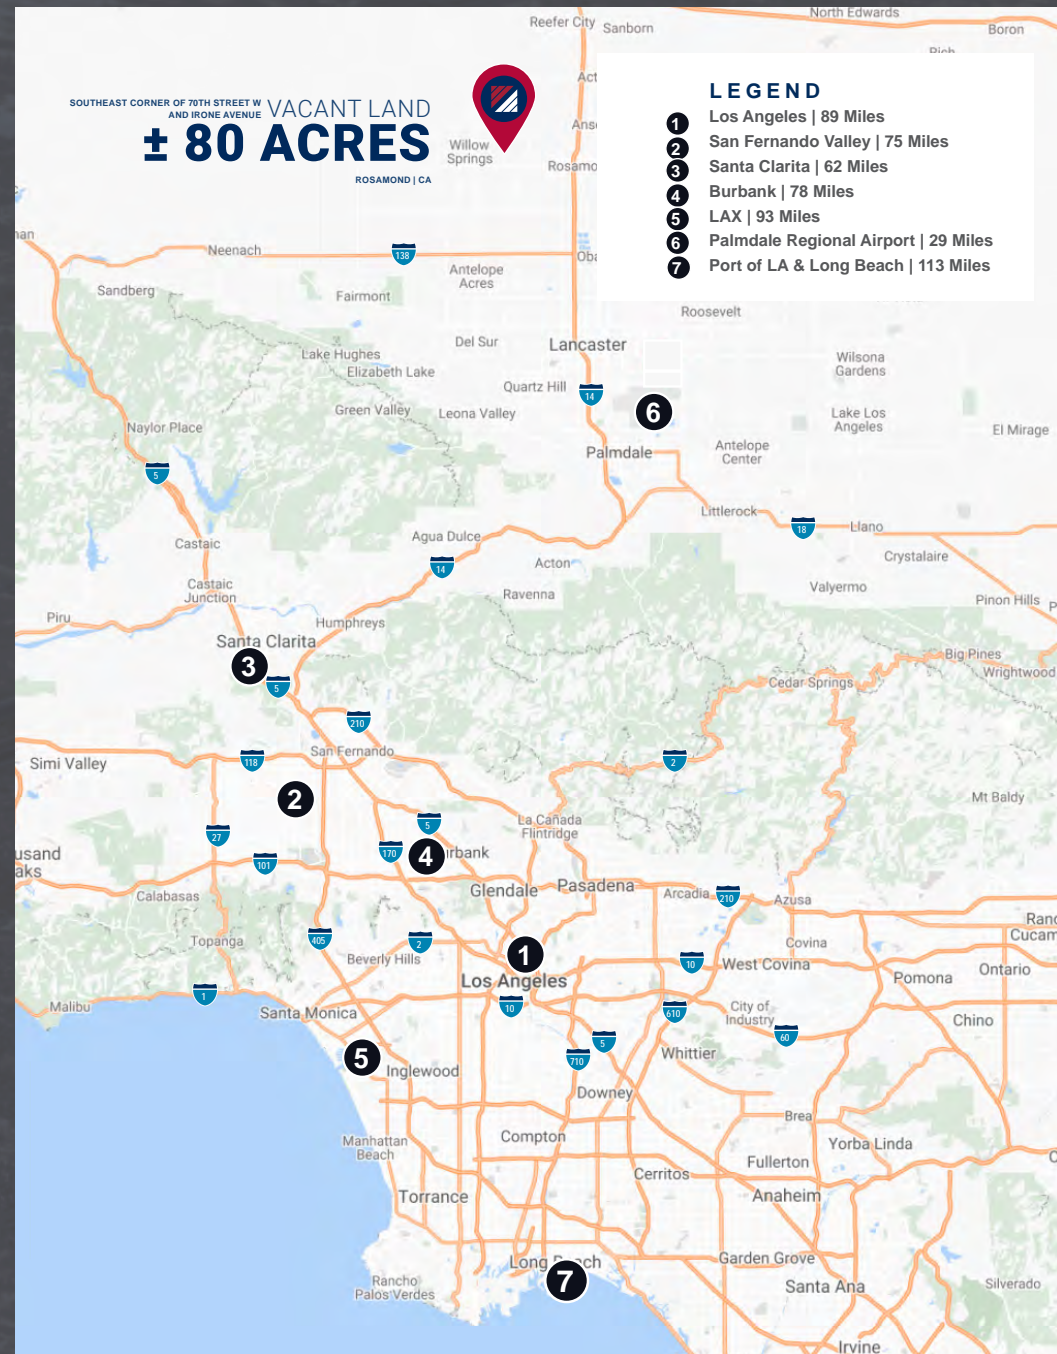 Reefer City
Sanborn
North Edwards
Boron
SOUTHEAST CORNER OF 70TH STREET W
AND IRONE AVENUE
VACANT LAND
± 80 ACRES
ROSAMOND | CA
Willow
Springs
LEGEND
1 Los Angeles | 89 Miles
2 San Fernando Valley | 75 Miles
3 Santa Clarita | 62 Miles
4 Burbank | 78 Miles
5 LAX | 93 Miles
6 Palmdale Regional Airport | 29 Miles
7 Port of LA & Long Beach | 113 Miles
Neenach
138
Antelope
Acres
Sandberg
Fairmont
Roosevelt
Del Sur
Lancaster
Lake Hughes
Elizabeth Lake
Wilsona
Gardens
Quartz Hill
14
6
Green Valley
Leona Valley
Lake Los
Angeles
Naylor Place
El Mirage
Palmdale
Antelope
Center
5
Littlerock
18
Llano
Castaic
Agua Dulce
14
Acton
Crystalaire
Castaic
Junction
Ravenna
Valyermo
Pinon Hills
Piru
Humphreys
Santa Clarita
3
5
Big Pines
Wrightwood
Cedar Springs
210
San Fernando
118
Simi Valley
2
2
Mt Baldy
27
5
La Cañada
Flintridge
170
4
rbank
usand
aks
101
Glendale
Pasadena
Arcadia
210
Azusa
Calabasas
Topanga
405
2
Beverly Hills
1
Los Angeles
10
West Covina
Covina
Ranc
Cucam
Pomona
Ontario
Malibu
1
Santa Monica
10
610
City of
Industry
60
Chino
5
Inglewood
710
5
Whittier
Downey
Compton
Brea
Manhattan
Beach
Yorba Linda
Fullerton
Cerritos
Torrance
Anaheim
Long Beach
7
Garden Grove
Rancho
Palos Verdes
Santa Ana
Silverado
Irvine